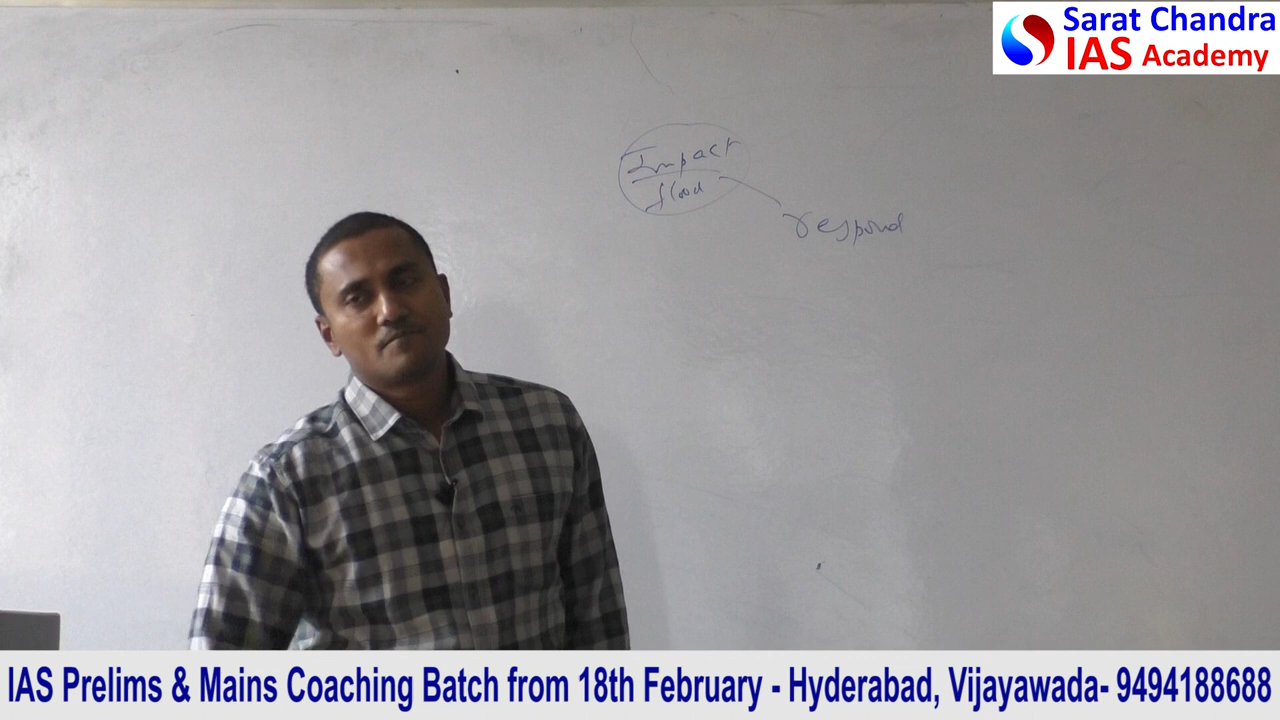 Sarat Chandra
IAS Academy
Impact
flood
respond
IAS Prelims & Mains Coaching Batch from 18th February - Hyderabad, Vijayawada- 9494188688